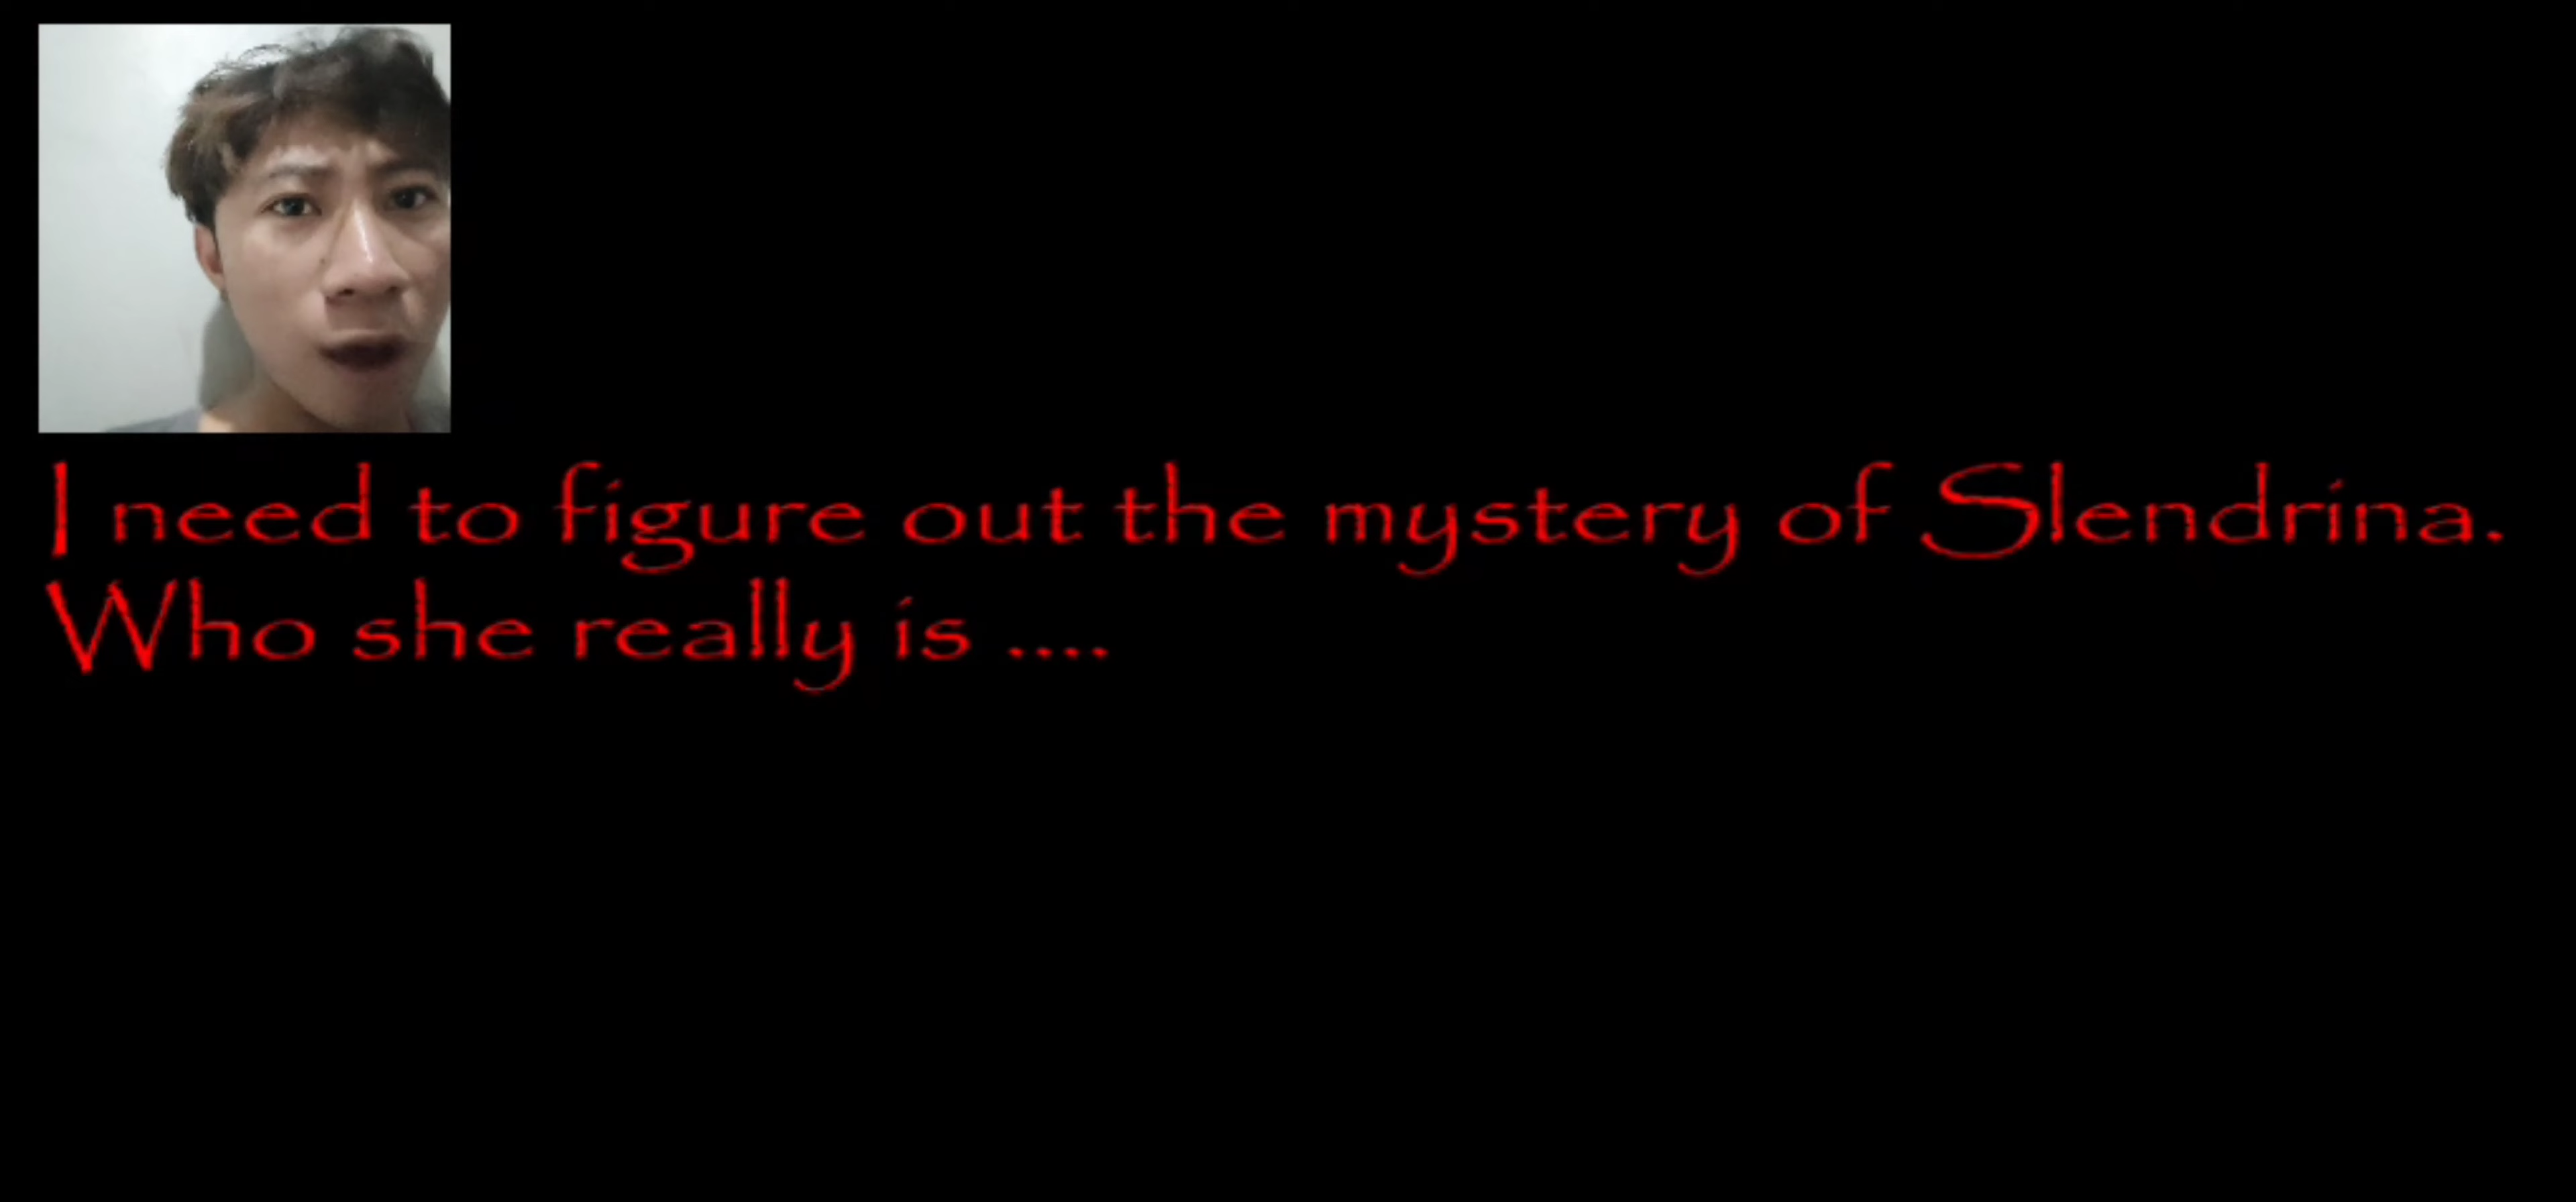 I need to figure out the mystery of Slendrina.
Who she really is ....